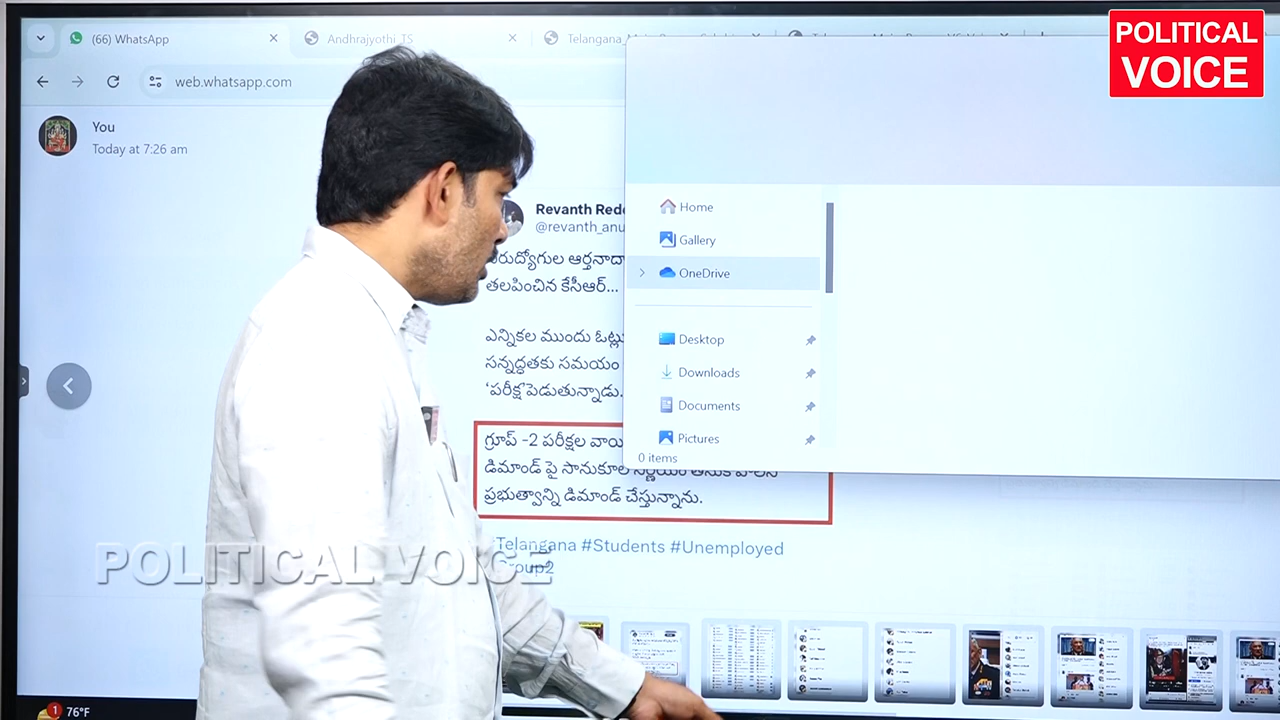 (66) WhatsApp
Andhrajyothi_TS
POLITICAL
VOICE
web.whatsapp.com
You
Today at 7:26 am
Revanth
Home
Gallery
OneDrive
Desktop
Downloads
Documents
Pictures
0 items
తలపించిన కేసీఆర్...
ఎన్నికల ముందు ఓట్ల
సన్నద్ధతకు సమయం
'పరీక్ష'పెడుతున్నాడు.
గ్రూప్ -2 పరీక్షల
డిమాండ్ పై సానుకూల
ప్రభుత్వాన్ని డిమాండ్ చేస్తున్నాను.
Telangana #Students #Unemployed
POLITICAL VOICE
1 76°F